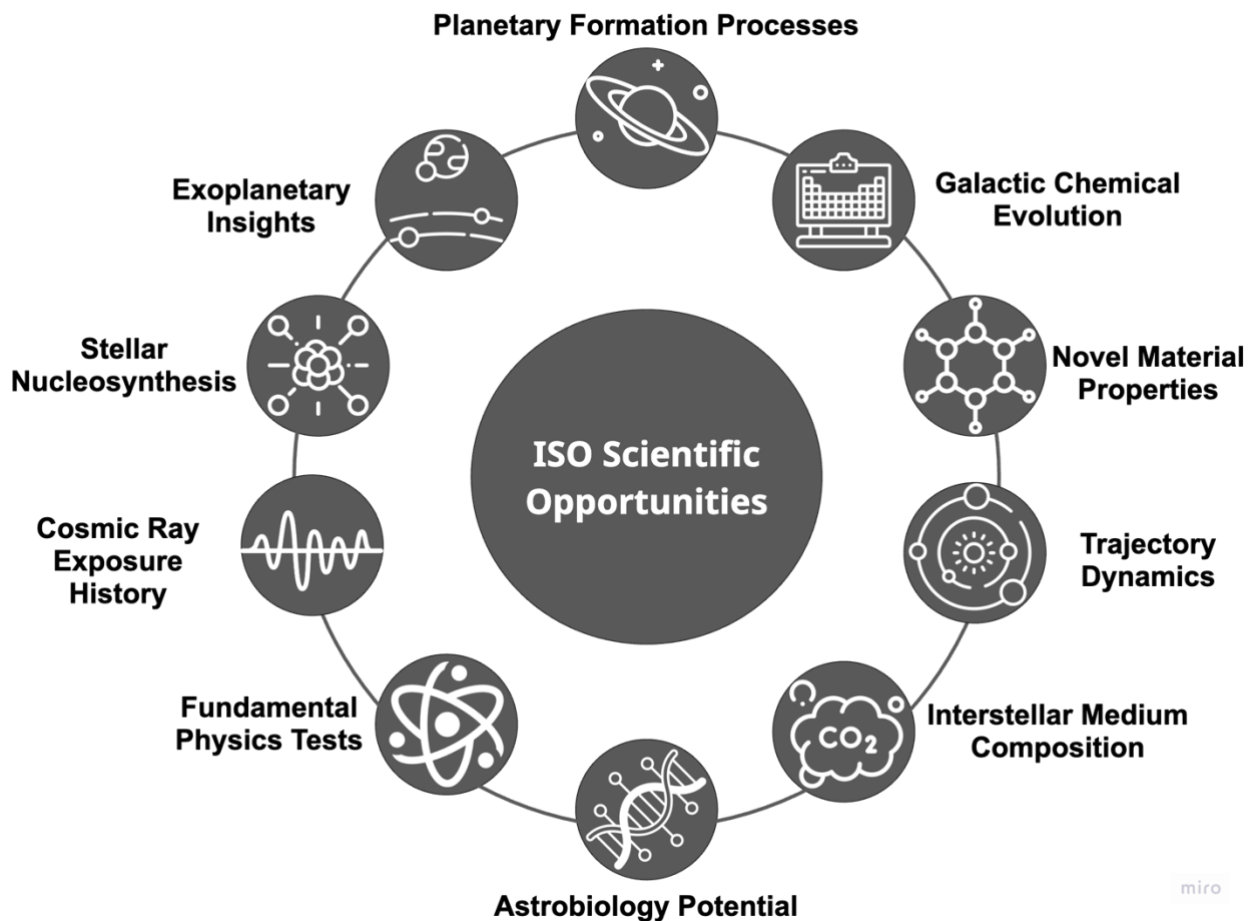 Planetary Formation Processes
Exoplanetary
Insights
Galactic Chemical
Evolution
Stellar
Nucleosynthesis
Novel Material
Properties
ISO Scientific
Opportunities
Cosmic Ray
Exposure
History
Trajectory
Dynamics
Fundamental
Physics Tests
Interstellar Medium
Composition
CO₂
Astrobiology Potential
miro